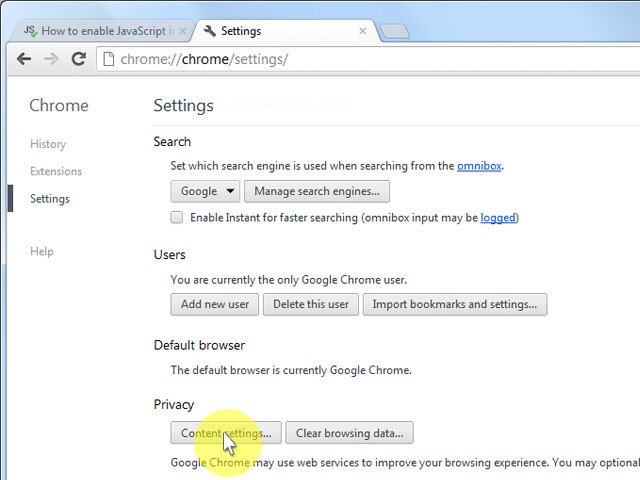 JS How to enable JavaScript i
Settings
chrome://chrome/settings/
Chrome
History
Extensions
Settings
Help
Settings
Search
Set which search engine is used when searching from the omnibox.
Google Manage search engines...
Enable Instant for faster searching (omnibox input may be logged)
Users
You are currently the only Google Chrome user.
Add new user Delete this user Import bookmarks and settings...
Default browser
The default browser is currently Google Chrome.
Privacy
Content settings... Clear browsing data...
Google Chrome may use web services to improve your browsing experience. You may optional